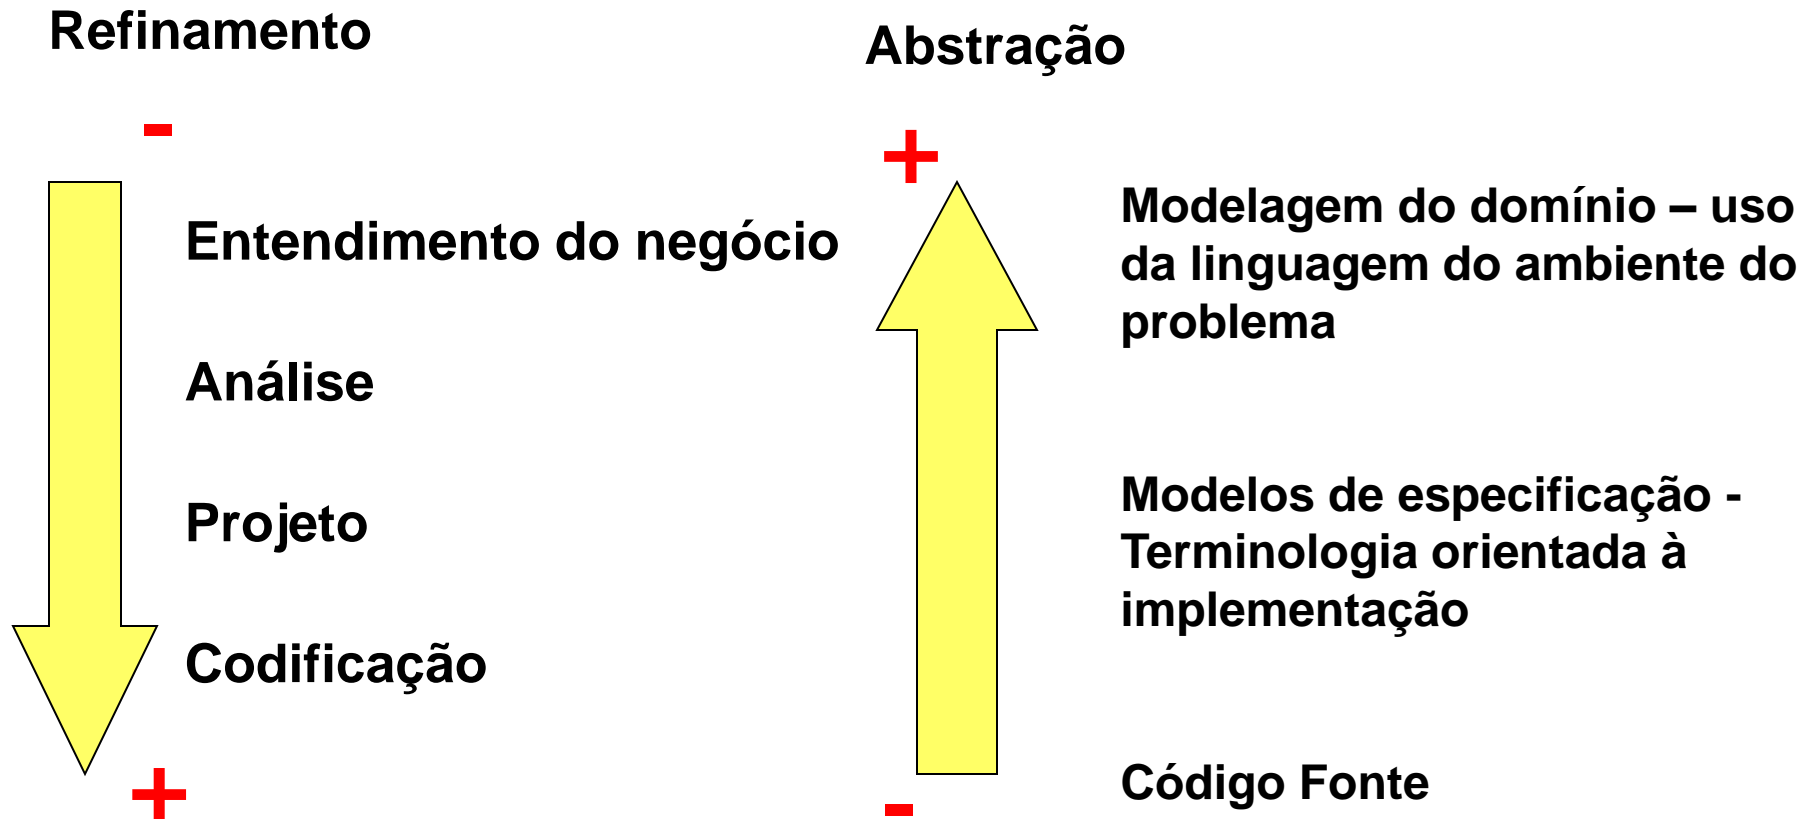 Refinamento
-
Entendimento do negócio
Análise
Projeto
Codificação
+
Abstração
+
Modelagem do domínio – uso
da linguagem do ambiente do
problema
Modelos de especificação -
Terminologia orientada à
implementação
Código Fonte
-